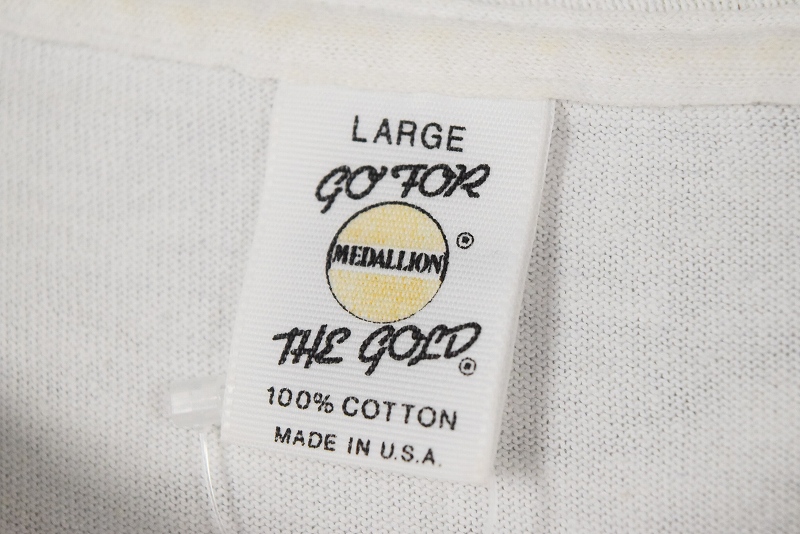 LARGE
GO FOR
MEDALLION ®
THE GOLD ®
100% COTTON
MADE IN U.S.A.